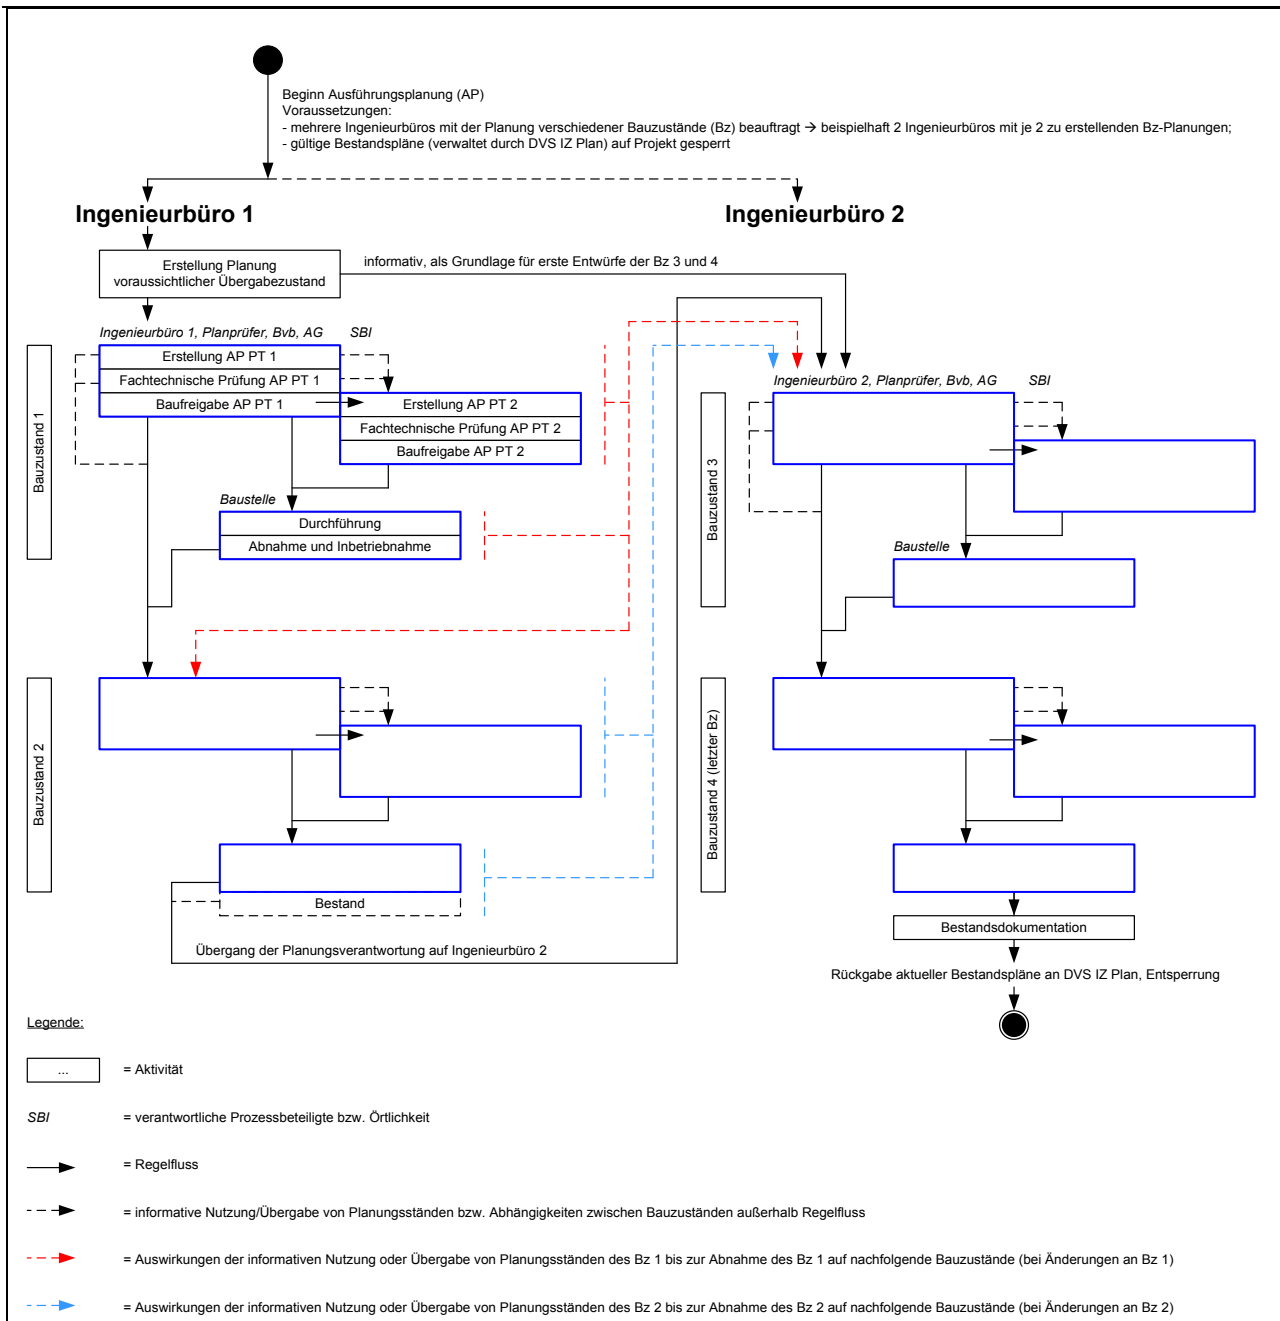 Beginn Ausführungsplanung (AP)
Voraussetzungen:
- mehrere Ingenieurbüros mit der Planung verschiedener Bauzustände (Bz) beauftragt → beispielhaft 2 Ingenieurbüros mit je 2 zu erstellenden Bz-Planungen;
- gültige Bestandspläne (verwaltet durch DVS IZ Plan) auf Projekt gesperrt
Ingenieurbüro 1
Ingenieurbüro 2
Erstellung Planung
voraussichtlicher Übergabezustand
informativ, als Grundlage für erste Entwürfe der Bz 3 und 4
Ingenieurbüro 1, Planprüfer, Bvb, AG
SBI
Bauzustand 1
Erstellung AP PT 1
Fachtechnische Prüfung AP PT 1
Baufreigabe AP PT 1
Erstellung AP PT 2
Fachtechnische Prüfung AP PT 2
Baufreigabe AP PT 2
Baustelle
Durchführung
Abnahme und Inbetriebnahme
Ingenieurbüro 2, Planprüfer, Bvb, AG
SBI
Bauzustand 3
Baustelle
Bauzustand 2
Bestand
Übergang der Planungsverantwortung auf Ingenieurbüro 2
Bauzustand 4 (letzter Bz)
Bestandsdokumentation
Rückgabe aktueller Bestandspläne an DVS IZ Plan, Entsperrung
Legende:
... = Aktivität
SBI = verantwortliche Prozessbeteiligte bzw. Örtlichkeit
= Regelfluss
= informative Nutzung/Übergabe von Planungsständen bzw. Abhängigkeiten zwischen Bauzuständen außerhalb Regelfluss
= Auswirkungen der informativen Nutzung oder Übergabe von Planungsständen des Bz 1 bis zur Abnahme des Bz 1 auf nachfolgende Bauzustände (bei Änderungen an Bz 1)
= Auswirkungen der informativen Nutzung oder Übergabe von Planungsständen des Bz 2 bis zur Abnahme des Bz 2 auf nachfolgende Bauzustände (bei Änderungen an Bz 2)